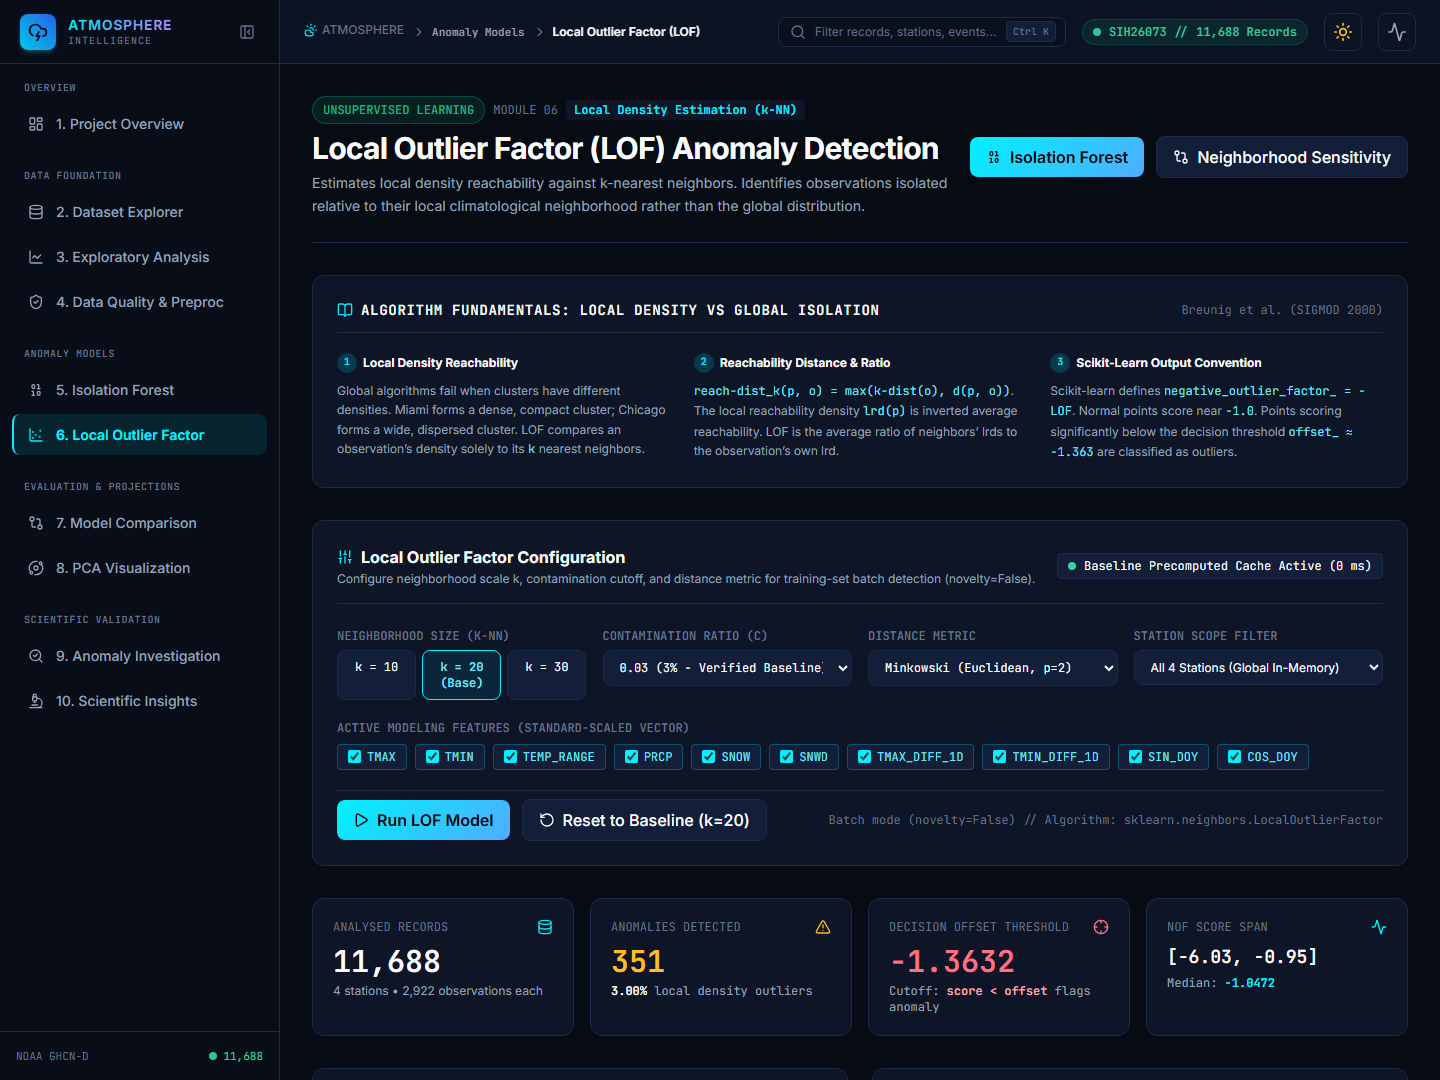 ATMOSPHERE
INTELLIGENCE
OVERVIEW
1. Project Overview
DATA FOUNDATION
2. Dataset Explorer
3. Exploratory Analysis
4. Data Quality & Preproc
ANOMALY MODELS
5. Isolation Forest
6. Local Outlier Factor
EVALUATION & PROJECTIONS
7. Model Comparison
8. PCA Visualization
SCIENTIFIC VALIDATION
9. Anomaly Investigation
10. Scientific Insights
NOAA GHCN-D
11,688
ATMOSPHERE > Anomaly Models > Local Outlier Factor (LOF)
Filter records, stations, events... Ctrl K
SIH26073 // 11,688 Records
UNSUPERVISED LEARNING MODULE 06 Local Density Estimation (k-NN)
Local Outlier Factor (LOF) Anomaly Detection
Estimates local density reachability against k-nearest neighbors. Identifies observations isolated
relative to their local climatological neighborhood rather than the global distribution.
Isolation Forest
Neighborhood Sensitivity
ALGORITHM FUNDAMENTALS: LOCAL DENSITY VS GLOBAL ISOLATION
Breunig et al. (SIGMOD 2000)
1 Local Density Reachability
Global algorithms fail when clusters have different
densities. Miami forms a dense, compact cluster; Chicago
forms a wide, dispersed cluster. LOF compares an
observation's density solely to its k nearest neighbors.
2 Reachability Distance & Ratio
reach-dist_k(p, o) = max(k-dist(o), d(p, o)).
The local reachability density lrd(p) is inverted average
reachability. LOF is the average ratio of neighbors' lrds to
the observation's own lrd.
3 Scikit-Learn Output Convention
Scikit-learn defines negative_outlier_factor_ = -
LOF. Normal points score near -1.0. Points scoring
significantly below the decision threshold offset_ ≈
-1.363 are classified as outliers.
Local Outlier Factor Configuration
Configure neighborhood scale k, contamination cutoff, and distance metric for training-set batch detection (novelty=False).
Baseline Precomputed Cache Active (0 ms)
NEIGHBORHOOD SIZE (K-NN)
k = 10
k = 20
(Base)
k = 30
CONTAMINATION RATIO (C)
0.03 (3% - Verified Baseline)
DISTANCE METRIC
Minkowski (Euclidean, p=2)
STATION SCOPE FILTER
All 4 Stations (Global In-Memory)
ACTIVE MODELING FEATURES (STANDARD-SCALED VECTOR)
TMAX TMIN TEMP_RANGE PRCP SNOW SNWD TMAX_DIFF_1D TMIN_DIFF_1D SIN_DOY COS_DOY
Run LOF Model
Reset to Baseline (k=20)
Batch mode (novelty=False) // Algorithm: sklearn.neighbors.LocalOutlierFactor
ANALYSED RECORDS
11,688
4 stations • 2,922 observations each
ANOMALIES DETECTED
351
3.00% local density outliers
DECISION OFFSET THRESHOLD
-1.3632
Cutoff: score < offset flags
anomaly
NOF SCORE SPAN
[-6.03, -0.95]
Median: -1.0472